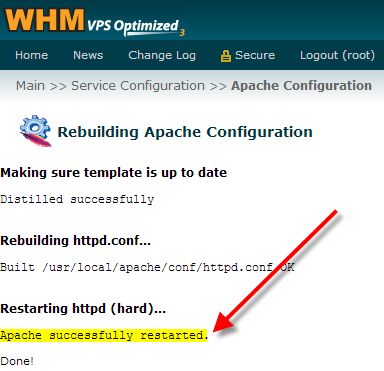 WHM VPS Optimized 3
Home News Change Log Secure Logout (root)
Main >> Service Configuration >> Apache Configuration
Rebuilding Apache Configuration
Making sure template is up to date
Distilled successfully
Rebuilding httpd.conf...
Built /usr/local/apache/conf/httpd.conf OK
Restarting httpd (hard)...
Apache successfully restarted.
Done!